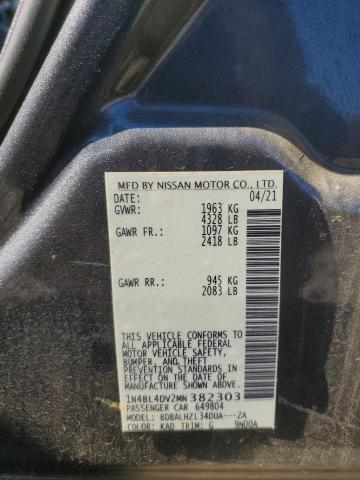 MFD BY NISSAN MOTOR CO., LTD.
DATE: 04/21
GVWR: 1963 KG
4328 LB
GAWR FR.: 1097 KG
2418 LB
GAWR RR.: 945 KG
2083 LB
THIS VEHICLE CONFORMS TO
ALL APPLICABLE FEDERAL
MOTOR VEHICLE SAFETY,
BUMPER, AND THEFT
PREVENTION STANDARDS
IN EFFECT ON THE DATE OF
MANUFACTURE SHOWN ABOVE.
1N4BL4DV2MN382303
PASSENGER CAR 649804
MODEL: BDBALHZL34DUA---ZA
COLOR: KAD TRIM: G 9N00A